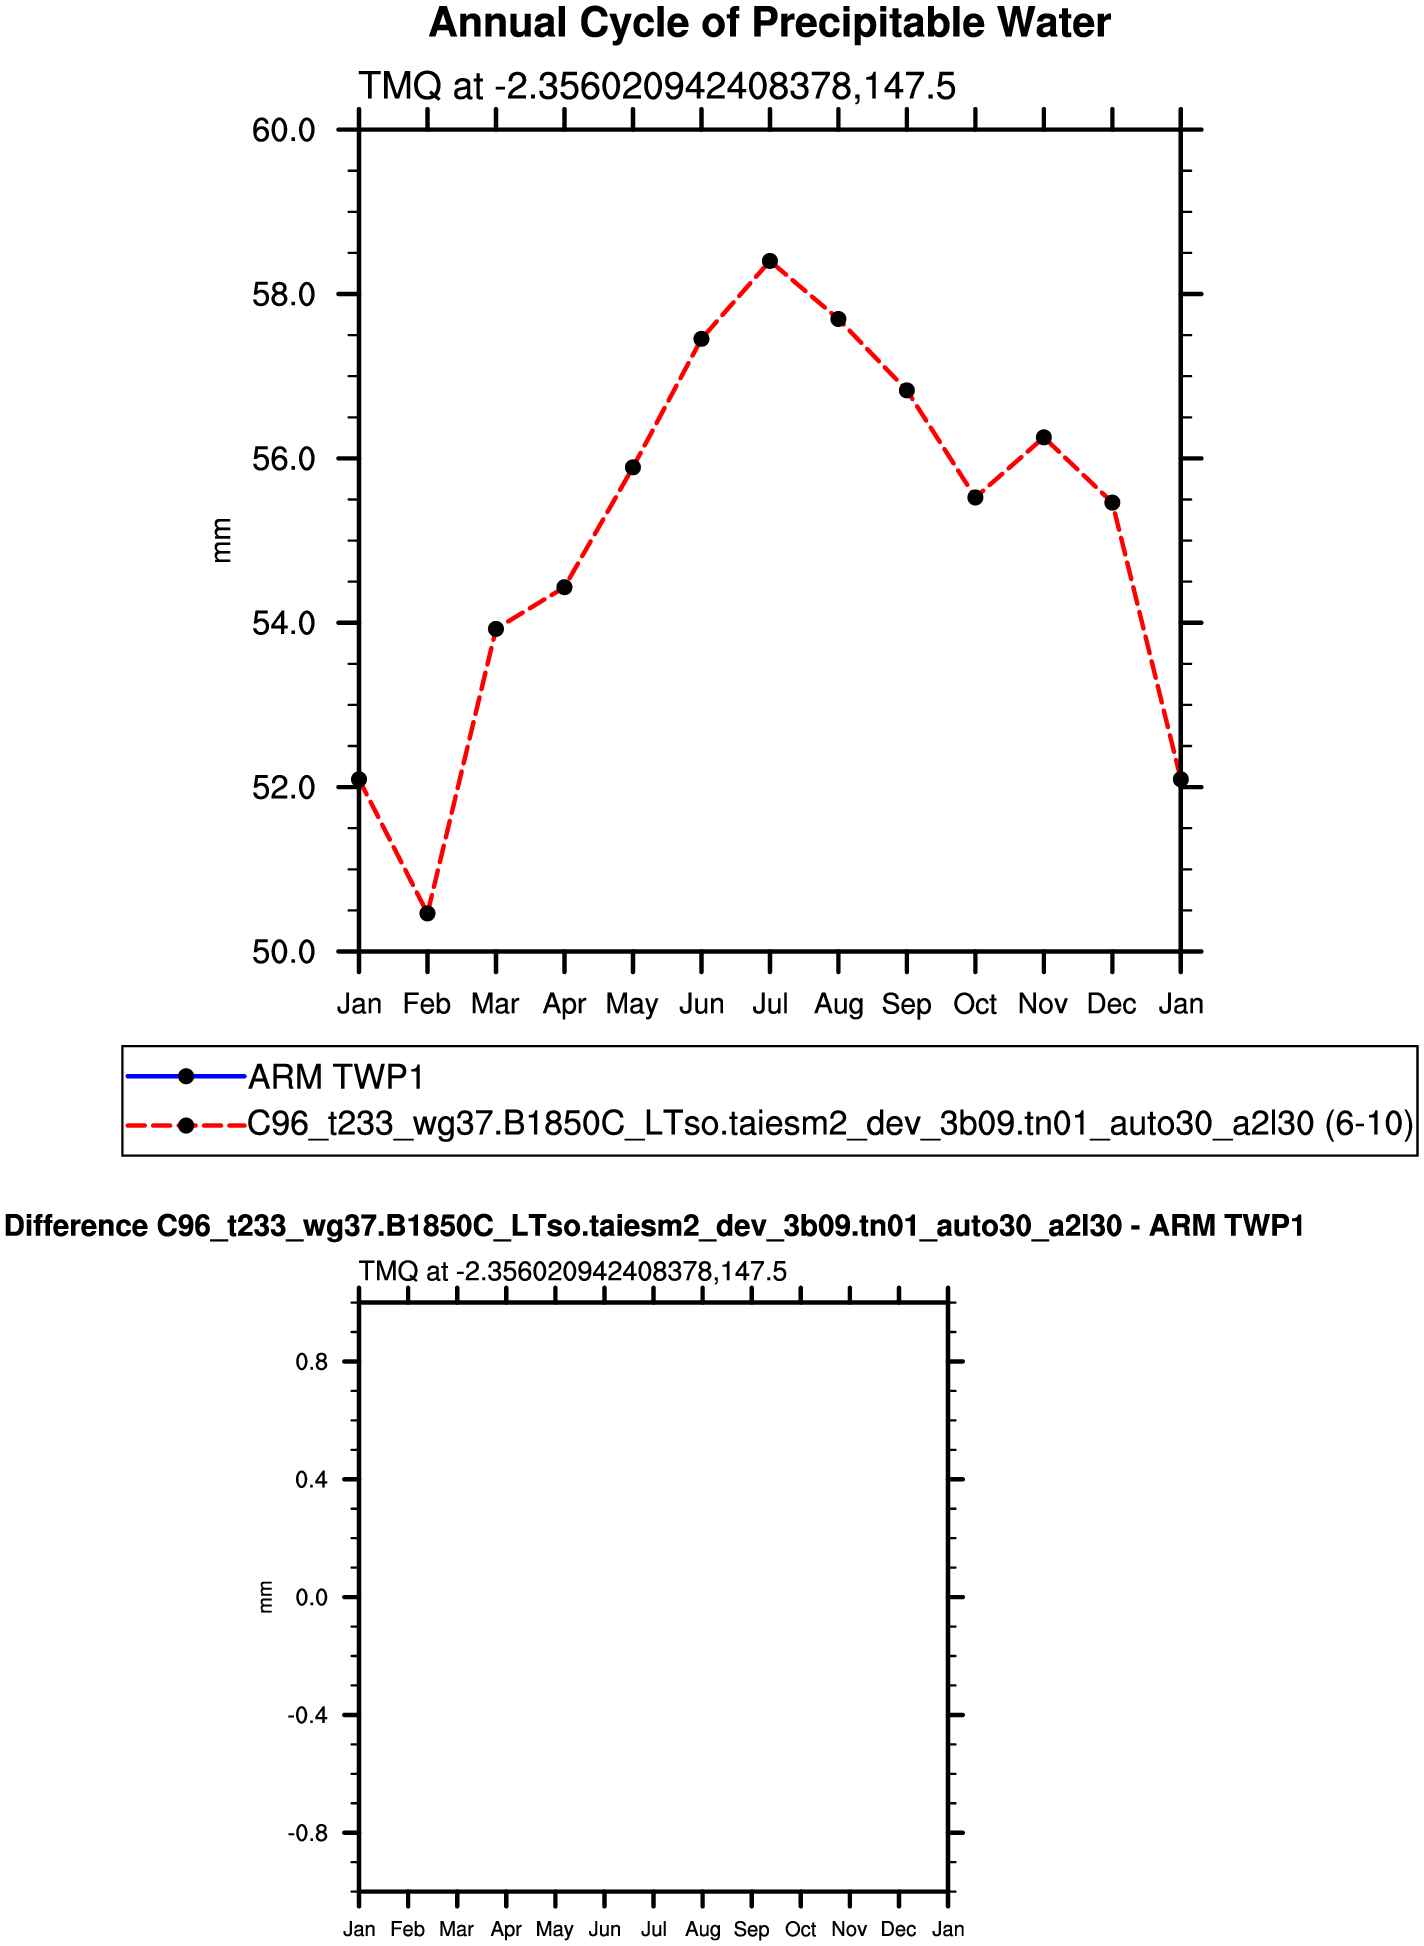 Annual Cycle of Precipitable Water
TMQ at -2.356020942408378,147.5
60.0
58.0
56.0
54.0
52.0
50.0
mm
Jan Feb Mar Apr May Jun Jul Aug Sep Oct Nov Dec Jan
ARM TWP1
C96_t233_wg37.B1850C_LTso.taiesm2_dev_3b09.tn01_auto30_a2l30 (6-10)
Difference C96_t233_wg37.B1850C_LTso.taiesm2_dev_3b09.tn01_auto30_a2l30 - ARM TWP1
TMQ at -2.356020942408378,147.5
0.8
0.4
0.0
-0.4
-0.8
mm
Jan Feb Mar Apr May Jun Jul Aug Sep Oct Nov Dec Jan